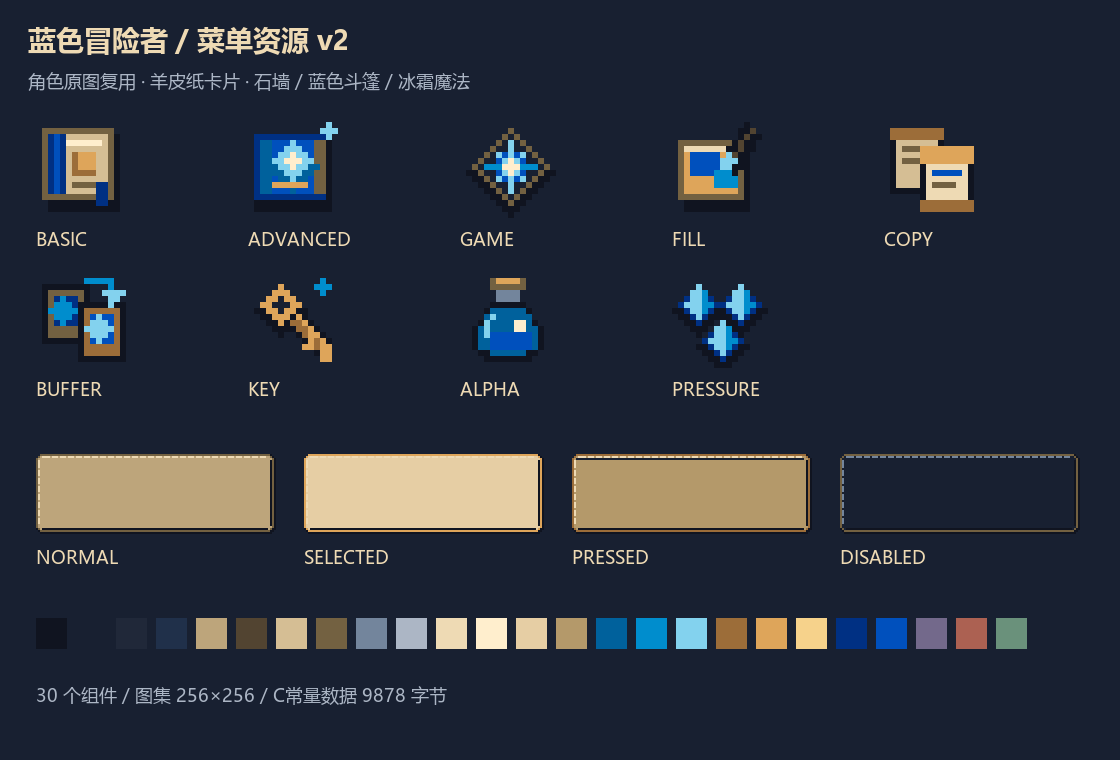 蓝色冒险者 / 菜单资源 v2
角色原图复用 · 羊皮纸卡片 · 石墙 / 蓝色斗篷 / 冰霜魔法
BASIC ADVANCED GAME FILL COPY
BUFFER KEY ALPHA PRESSURE
NORMAL SELECTED PRESSED DISABLED
30 个组件 / 图集 256×256 / C常量数据 9878 字节